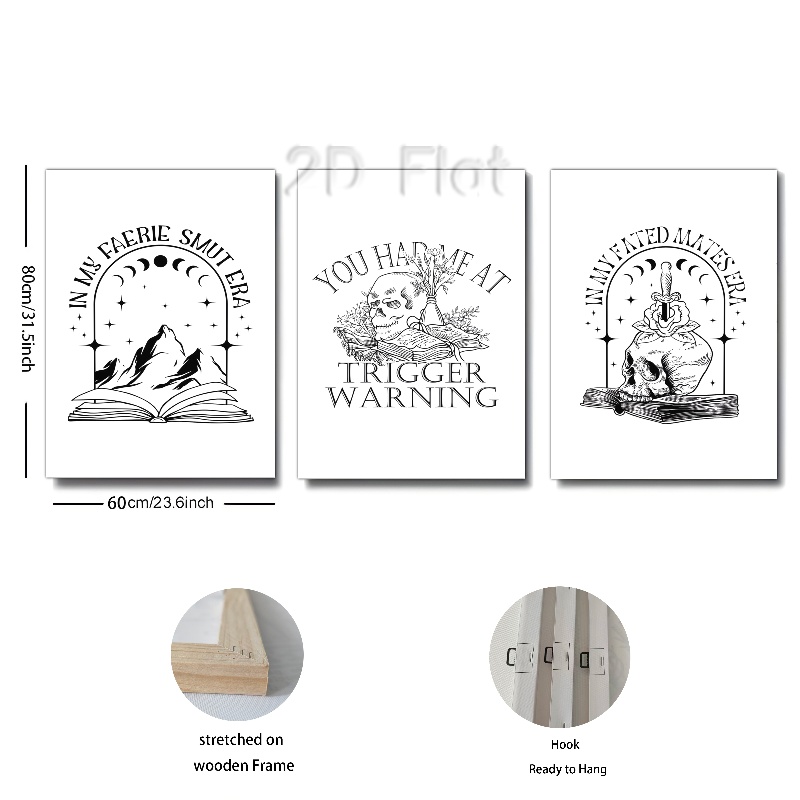 2D Flat
IN MY FAERIE SMUT ERA
YOU HAD ME AT
TRIGGER
WARNING
IN MY FATED MATES ERA
80cm/31.5inch
60cm/23.6inch
stretched on
wooden Frame
Hook
Ready to Hang